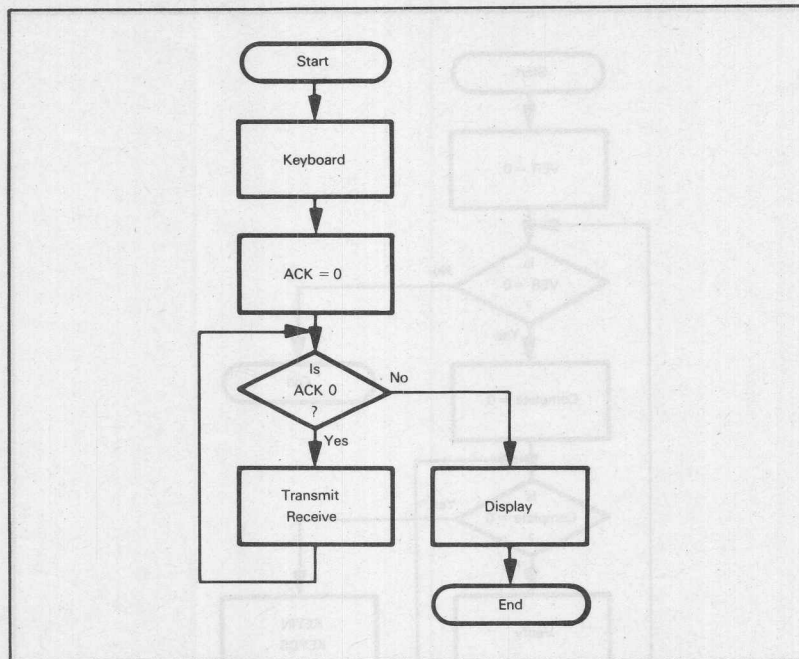 Start
Keyboard
ACK = 0
Is
ACK 0
?
No
Yes
Transmit
Receive
Display
End